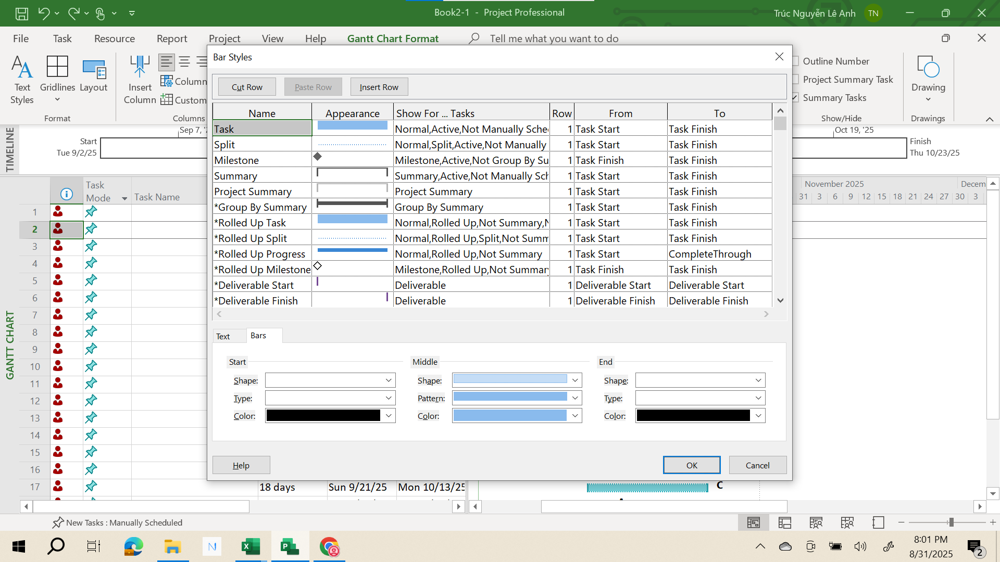 Book2-1 - Project Professional
Trúc Nguyễn Lê Anh
TN
File
Task
Resource
Report
Project
View
Help
Gantt Chart Format
Tell me what you want to do
Text Styles
Gridlines
Layout
Format
Insert Column
Column
Custom
Columns
Outline Number
Project Summary Task
Summary Tasks
Show/Hide
Drawing
Drawings
TIMELINE
Start
Tue 9/2/25
Sep 7, '
Oct 19, '25
Finish
Thu 10/23/25
Bar Styles
Cut Row
Paste Row
Insert Row
Name Appearance Show For ... Tasks Row From To
Task Normal,Active,Not Manually Sche 1 Task Start Task Finish
Split Normal,Split,Active,Not Manually 1 Task Start Task Finish
Milestone Milestone,Active,Not Group By Su 1 Task Finish Task Finish
Summary Summary,Active,Not Manually Sch 1 Task Start Task Finish
Project Summary Project Summary 1 Task Start Task Finish
*Group By Summary Group By Summary 1 Task Start Task Finish
*Rolled Up Task Normal,Rolled Up,Not Summary,N 1 Task Start Task Finish
*Rolled Up Split Normal,Rolled Up,Split,Not Summ 1 Task Start Task Finish
*Rolled Up Progress Normal,Rolled Up,Not Summary 1 Task Start CompleteThrough
*Rolled Up Milestone Milestone,Rolled Up,Not Summar 1 Task Finish Task Finish
*Deliverable Start Deliverable 1 Deliverable Start Deliverable Start
*Deliverable Finish Deliverable 1 Deliverable Finish Deliverable Finish
Text
Bars
Start
Shape:
Type:
Color:
Middle
Shape:
Pattern:
Color:
End
Shape:
Type:
Color:
Help
OK
Cancel
GANTT CHART
Task Mode
Task Name
November 2025
Decem
31 3 6 9 12 15 18 21 24 27 30 3
1
2
3
4
5
6
7
8
9
10
11
12
13
14
15
16
17 18 days Sun 9/21/25 Mon 10/13/25
C
New Tasks : Manually Scheduled
8:01 PM
8/31/2025
2